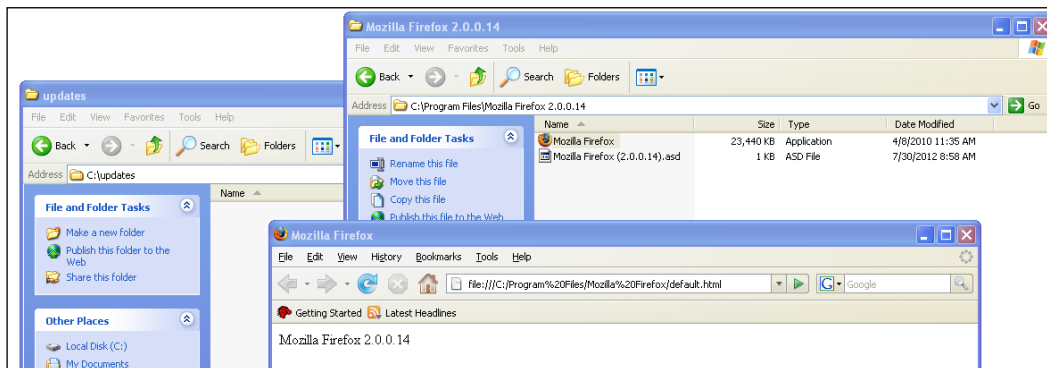 Mozilla Firefox 2.0.0.14
File Edit View Favorites Tools Help
Back Search Folders
Address C:\Program Files\Mozilla Firefox 2.0.0.14 Go
Name Size Type Date Modified
File and Folder Tasks
Rename this file
Move this file
Copy this file
Publish this file to the Web
Mozilla Firefox 23,440 KB Application 4/8/2010 11:35 AM
Mozilla Firefox (2.0.0.14).asd 1 KB ASD File 7/30/2012 8:58 AM
updates
File Edit View Favorites Tools Help
Back Search Folders
Address C:\updates
Name
File and Folder Tasks
Make a new folder
Publish this folder to the
Web
Share this folder
Other Places
Local Disk (C:)
My Documents
Mozilla Firefox
File Edit View History Bookmarks Tools Help
file:///C:/Program%20Files/Mozilla%20Firefox/default.html G Google
Getting Started Latest Headlines
Mozilla Firefox 2.0.0.14